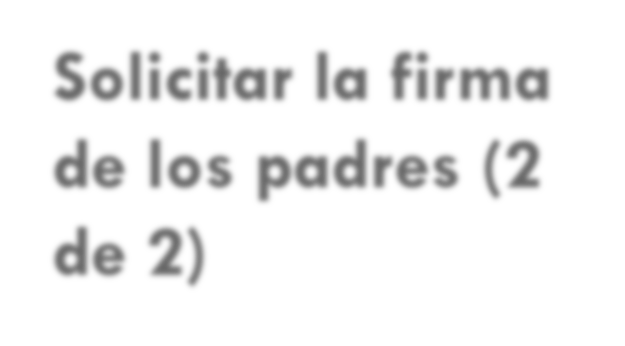 Solicitar la firma
de los padres (2
de 2)